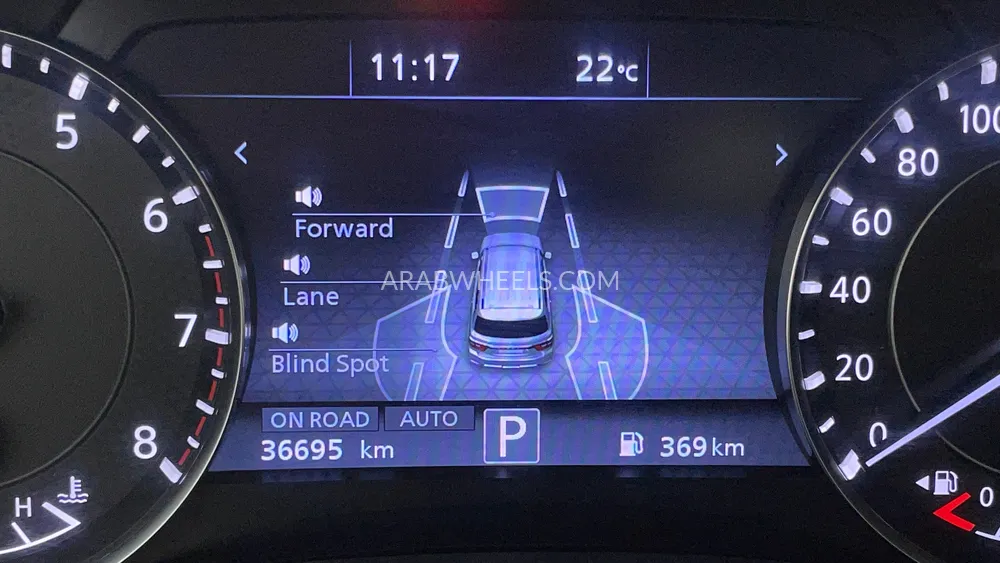 11:17 22°C
5
6
7
8
H
Forward
Lane
Blind Spot
ARABWHEELS.COM
ON ROAD AUTO
36695 km
P
369 km
100
80
60
40
20
0
0